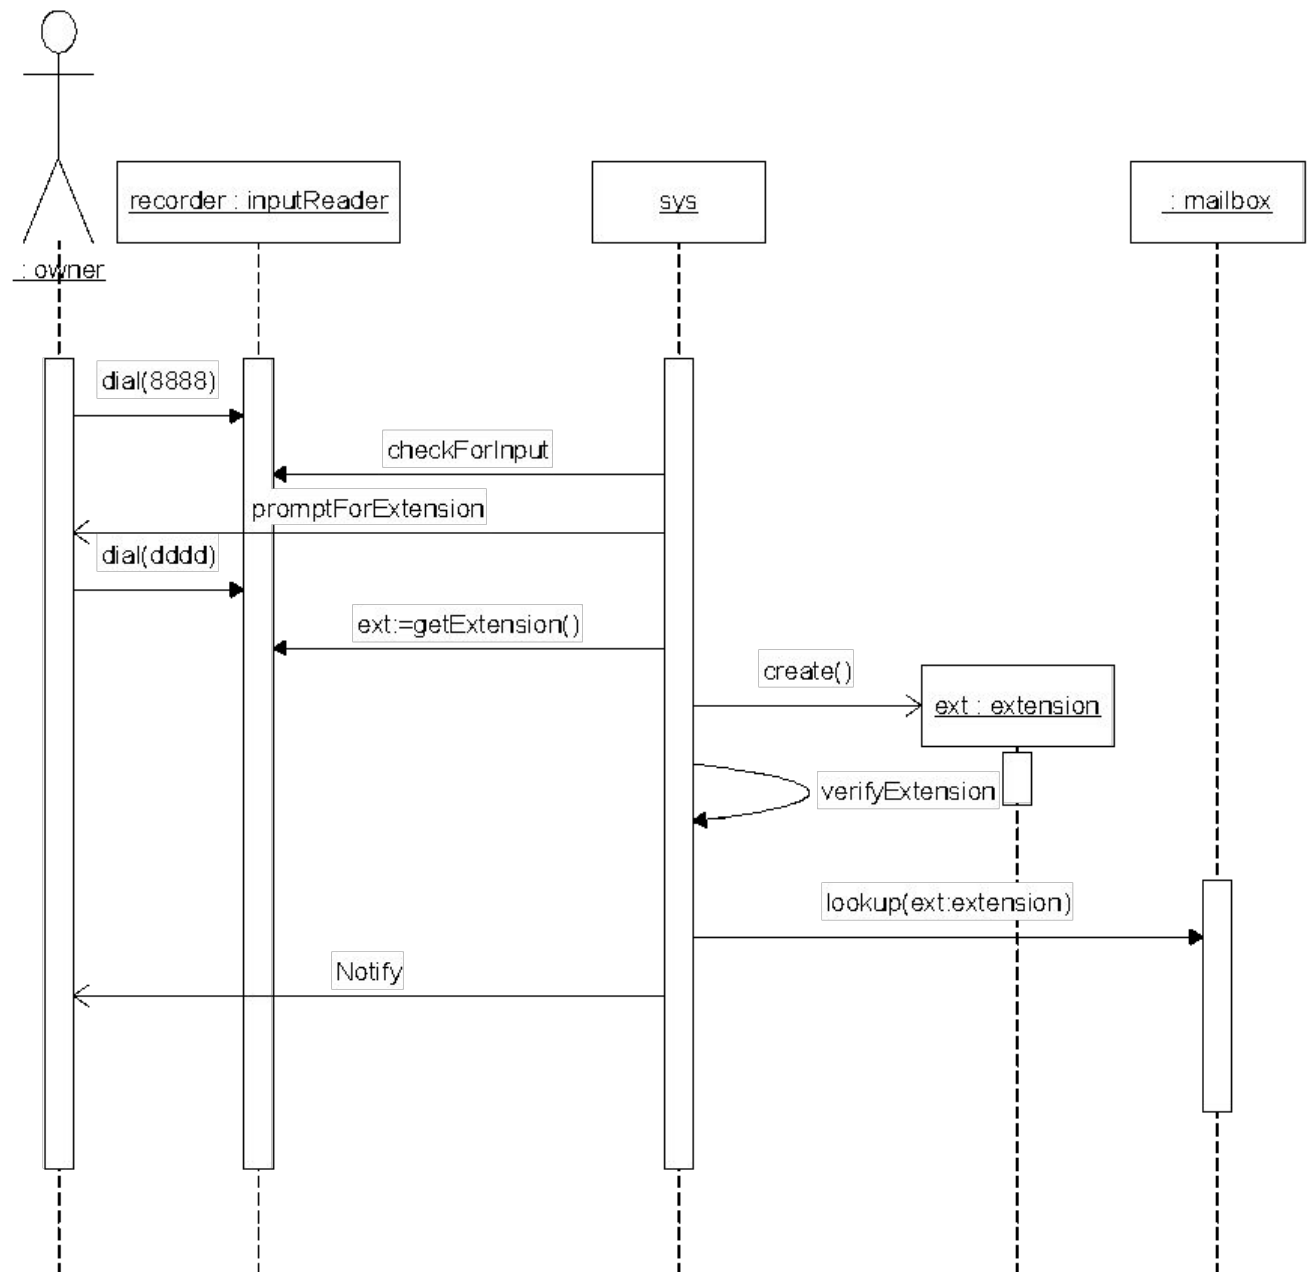 recorder : inputReader
sys
: mailbox
: owner
dial(8888)
checkForInput
promptForExtension
dial(dddd)
ext:=getExtension()
create()
ext : extension
verifyExtension
lookup(ext:extension)
Notify